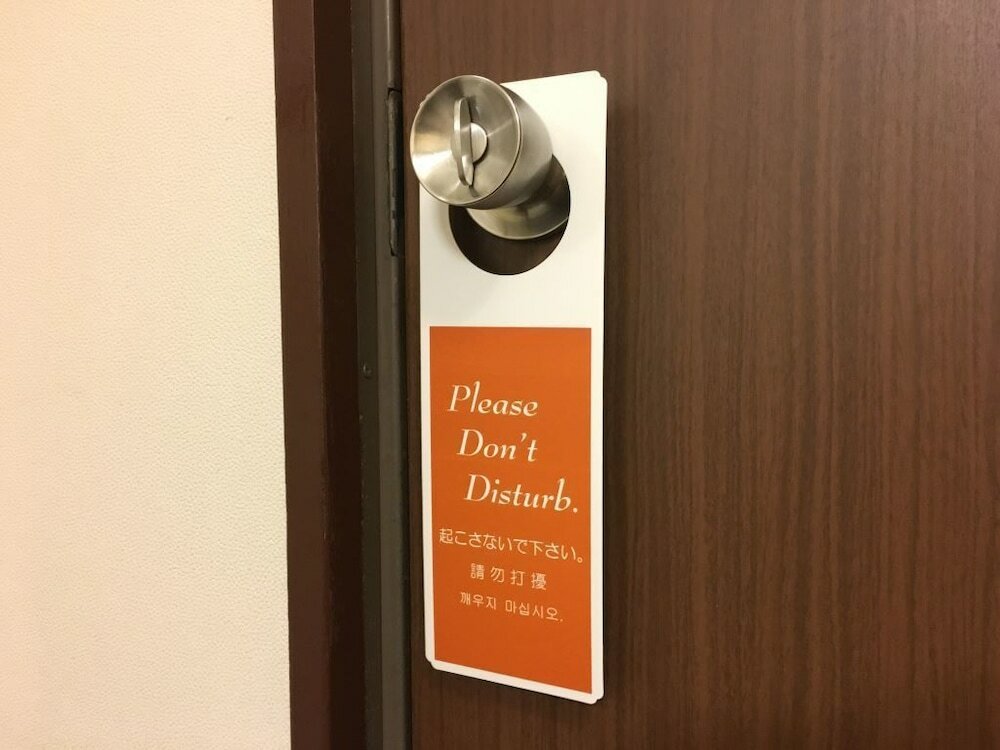 Please
Don't
Disturb.
起こさないで下さい。
請勿打擾
깨우지 마십시오.